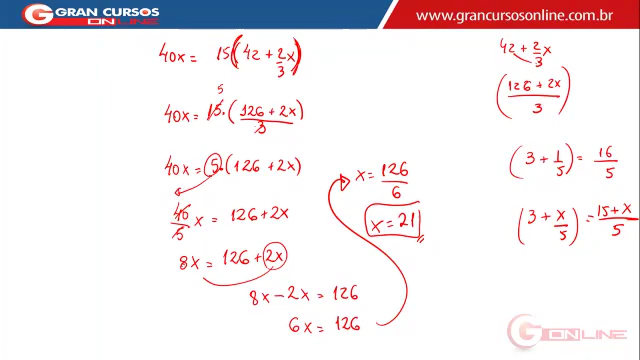 GRAN CURSOS
ONLINE
www.grancursosonline.com.br
40x = 15(42 + 2/3 x)
5
40x = 15·(126 + 2x / 3)
40x = 5·(126 + 2x)
40/5 x = 126 + 2x
8x = 126 + 2x
8x − 2x = 126
6x = 126
x = 126/6
x = 21
42 + 2/3 x
(126 + 2x / 3)
(3 + 1/5) = 16/5
(3 + x/5) = 15 + x / 5
G ONLINE